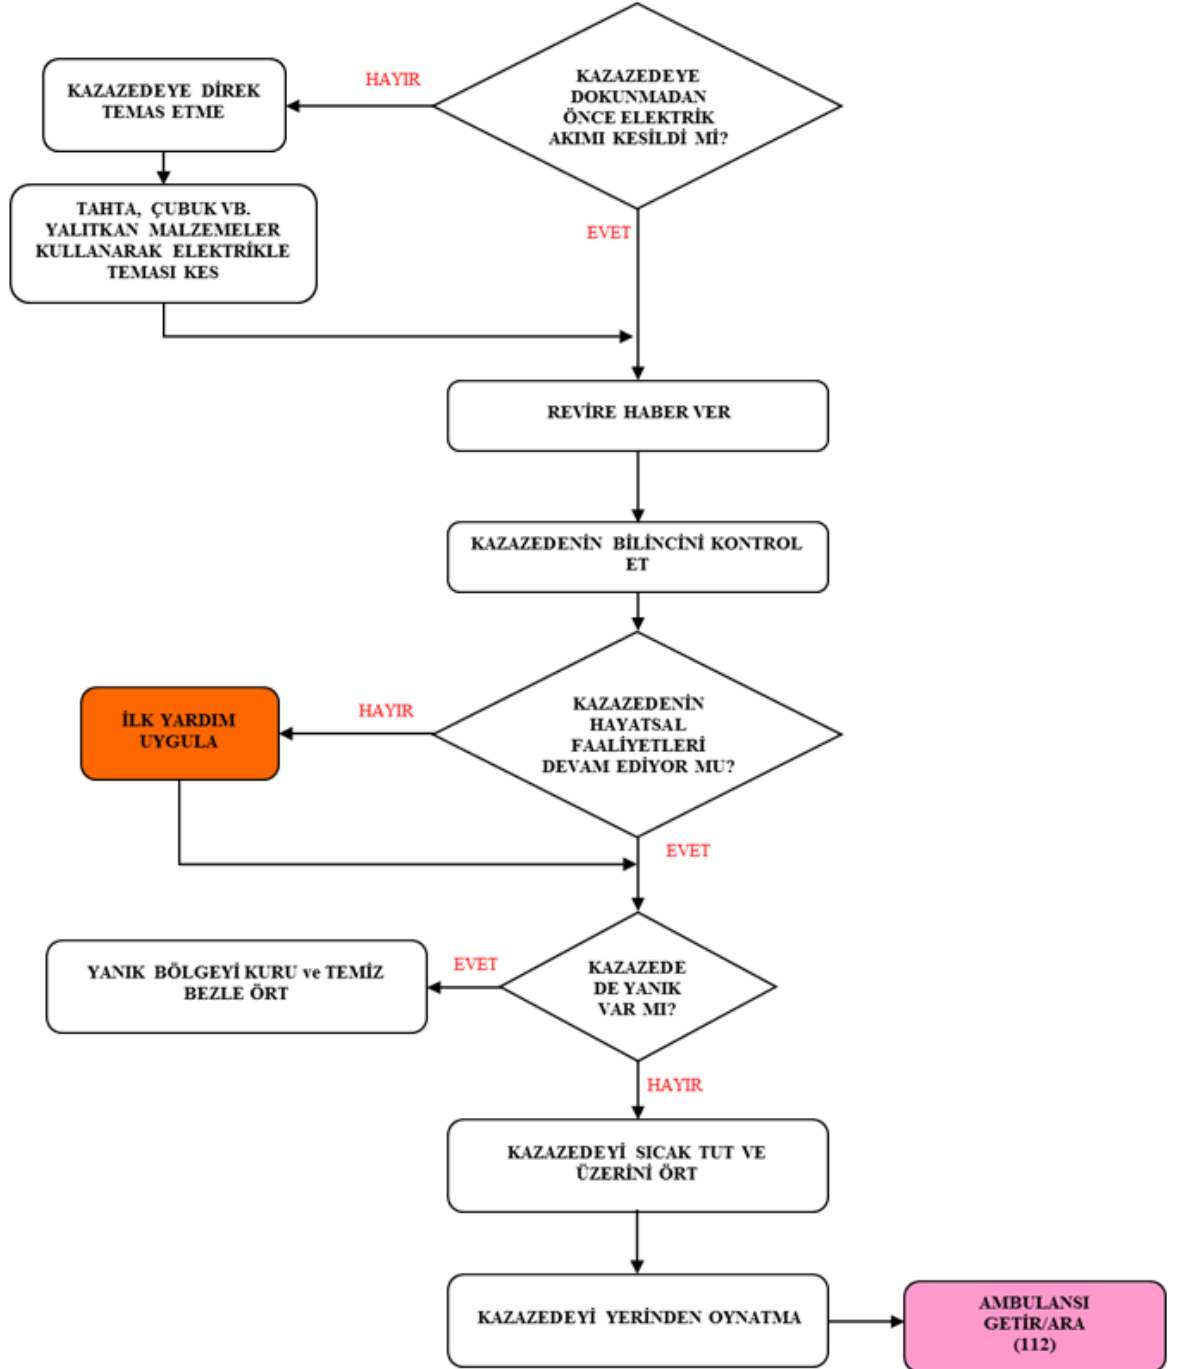 KAZAZEDEYE
DOKUNMADAN
ÖNCE ELEKTRİK
AKIMI KESİLDİ Mİ?
HAYIR
KAZAZEDEYE DİREK
TEMAS ETME
TAHTA, ÇUBUK VB.
YALITKAN MALZEMELER
KULLANARAK ELEKTRİKLE
TEMASI KES
EVET
REVİRE HABER VER
KAZAZEDENİN BİLİNCİNİ KONTROL
ET
KAZAZEDENİN
HAYATSAL
FAALİYETLERİ
DEVAM EDİYOR MU?
HAYIR
İLK YARDIM
UYGULA
EVET
KAZAZEDE
DE YANIK
VAR MI?
EVET
YANIK BÖLGEYİ KURU ve TEMİZ
BEZLE ÖRT
HAYIR
KAZAZEDEYİ SICAK TUT VE
ÜZERİNİ ÖRT
KAZAZEDEYİ YERİNDEN OYNATMA
AMBULANSI
GETİR/ARA
(112)